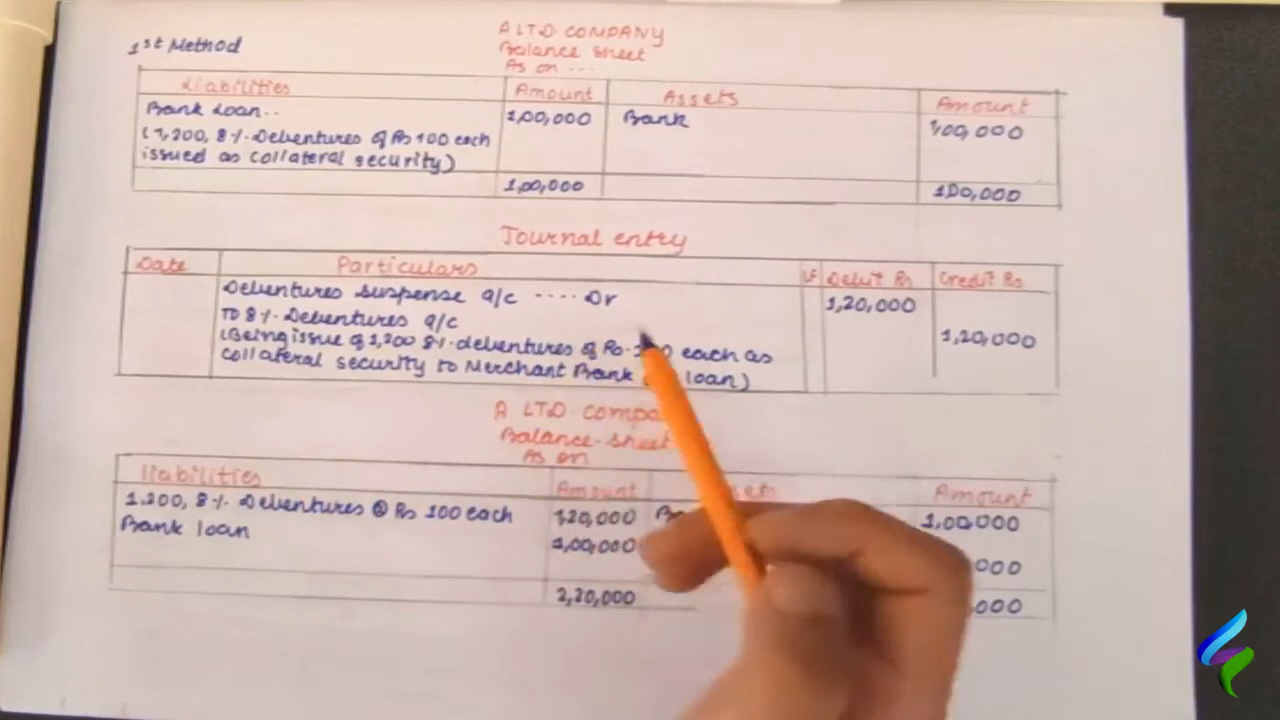 1st Method
A LTD COMPANY
Balance sheet
As on ...
Liabilities Amount Assets Amount
Bank Loan.. 1,00,000 Bank 1,00,000
(1,200, 8%. Debentures of Rs 100 each
issued as collateral security)
1,00,000 100,000
Journal entry
Date Particulars LF Debit Rs Credit Rs
Debentures suspense a/c .... Dr 1,20,000
To 8%. Debentures a/c 1,20,000
(Being issue of 1,200 8%. debentures of Rs. each as
collateral security to Merchant Bank loan)
A LTD
Balance-sheet
As on
liabilities Amount Amount
1.200, 8%. Debentures @ Rs 100 each 1,20,000 1,00,000
Bank loan 1,00,000 000
2,20,000 000